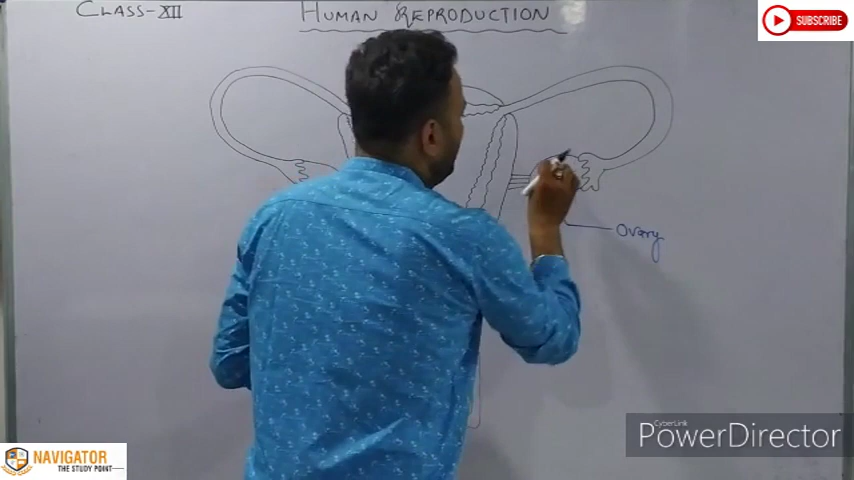 CLASS-XII
HUMAN REPRODUCTION
SUBSCRIBE
Ovary
CyberLink
PowerDirector
NAVIGATOR
THE STUDY POINT